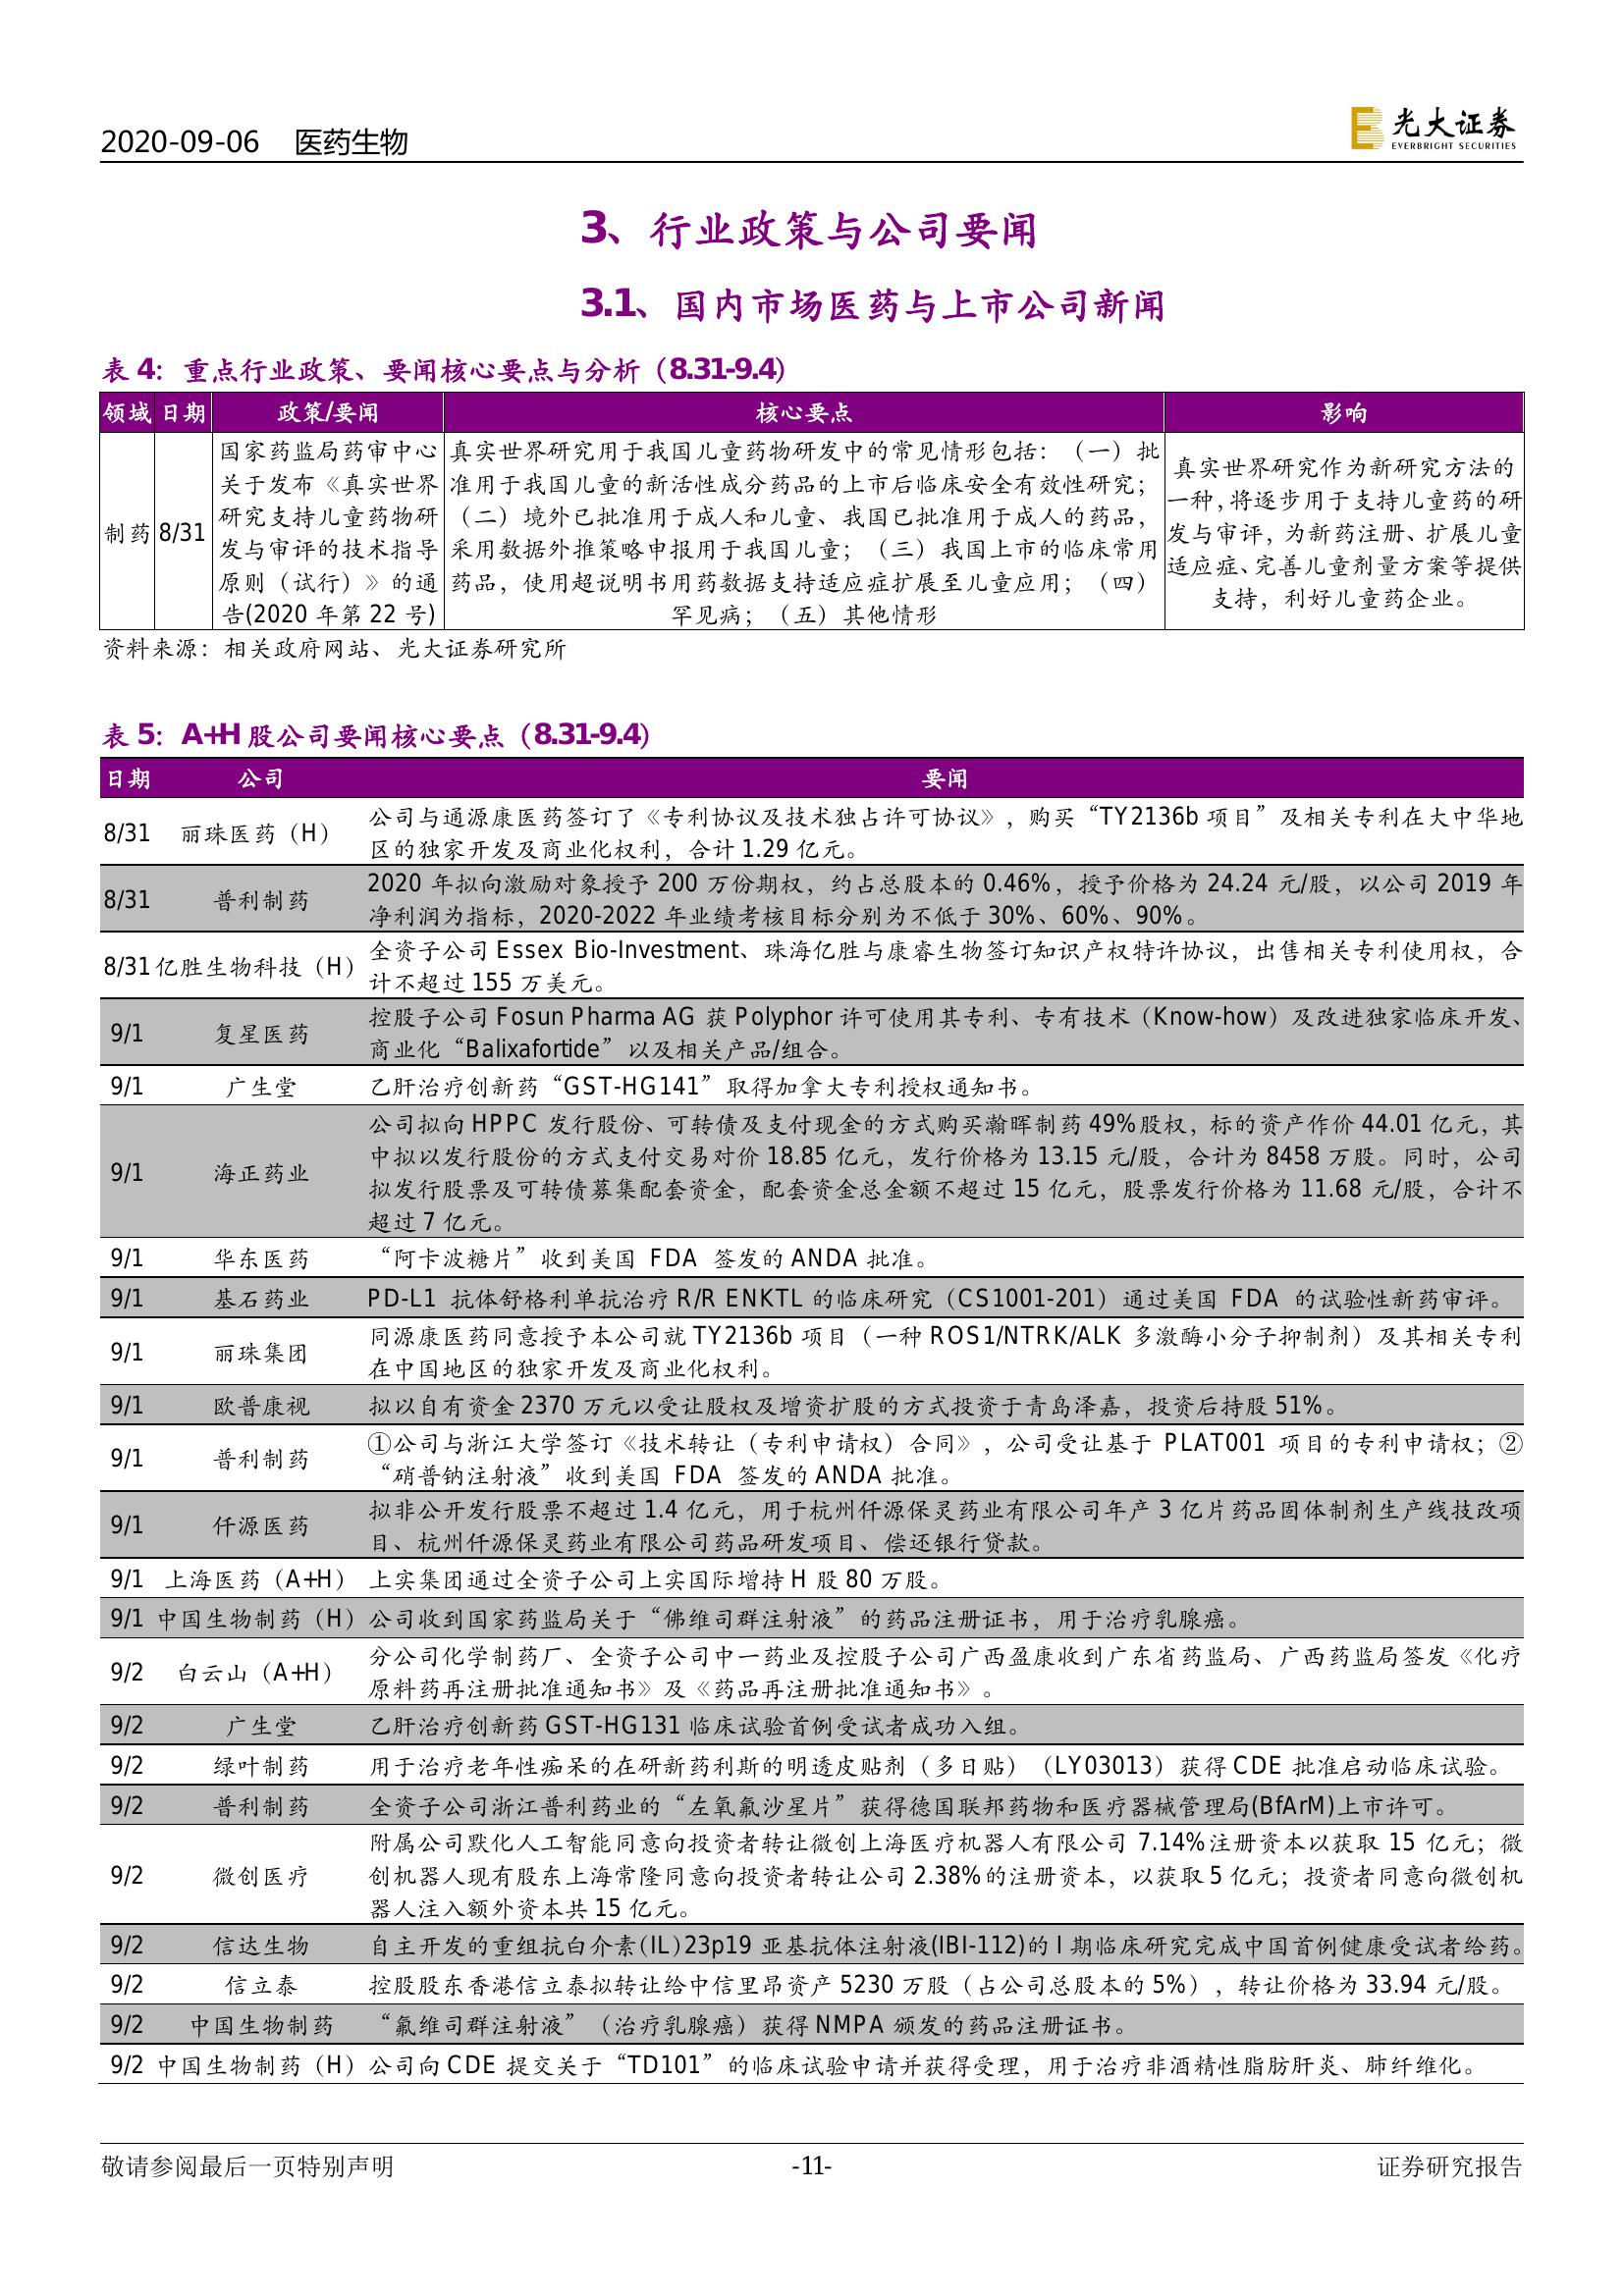 2020-09-06 医药生物
光大证券
EVERBRIGHT SECURITIES
3、行业政策与公司要闻
3.1、国内市场医药与上市公司新闻
表 4：重点行业政策、要闻核心要点与分析（8.31-9.4）
领域 日期 政策/要闻 核心要点 影响
制药 8/31
国家药监局药审中心
关于发布《真实世界
研究支持儿童药物研
发与审评的技术指导
原则（试行）》的通
告(2020 年第 22 号)
真实世界研究用于我国儿童药物研发中的常见情形包括：（一）批
准用于我国儿童的新活性成分药品的上市后临床安全有效性研究；
（二）境外已批准用于成人和儿童、我国已批准用于成人的药品，
采用数据外推策略申报用于我国儿童；（三）我国上市的临床常用
药品，使用超说明书用药数据支持适应症扩展至儿童应用；（四）
罕见病；（五）其他情形
真实世界研究作为新研究方法的
一种，将逐步用于支持儿童药的研
发与审评，为新药注册、扩展儿童
适应症、完善儿童剂量方案等提供
支持，利好儿童药企业。
资料来源：相关政府网站、光大证券研究所
表 5：A+H 股公司要闻核心要点（8.31-9.4）
日期 公司 要闻
8/31 丽珠医药（H） 公司与通源康医药签订了《专利协议及技术独占许可协议》，购买“TY2136b 项目”及相关专利在大中华地
区的独家开发及商业化权利，合计 1.29 亿元。
8/31 普利制药 2020 年拟向激励对象授予 200 万份期权，约占总股本的 0.46%，授予价格为 24.24 元/股，以公司 2019 年
净利润为指标，2020-2022 年业绩考核目标分别为不低于 30%、60%、90%。
8/31 亿胜生物科技（H） 全资子公司 Essex Bio-Investment、珠海亿胜与康睿生物签订知识产权特许协议，出售相关专利使用权，合
计不超过 155 万美元。
9/1 复星医药 控股子公司 Fosun Pharma AG 获 Polyphor 许可使用其专利、专有技术（Know-how）及改进独家临床开发、
商业化“Balixafortide”以及相关产品/组合。
9/1 广生堂 乙肝治疗创新药“GST-HG141”取得加拿大专利授权通知书。
9/1 海正药业 公司拟向 HPPC 发行股份、可转债及支付现金的方式购买瀚晖制药 49%股权，标的资产作价 44.01 亿元，其
中拟以发行股份的方式支付交易对价 18.85 亿元，发行价格为 13.15 元/股，合计为 8458 万股。同时，公司
拟发行股票及可转债募集配套资金，配套资金总金额不超过 15 亿元，股票发行价格为 11.68 元/股，合计不
超过 7 亿元。
9/1 华东医药 “阿卡波糖片”收到美国 FDA 签发的 ANDA 批准。
9/1 基石药业 PD-L1 抗体舒格利单抗治疗 R/R ENKTL 的临床研究（CS1001-201）通过美国 FDA 的试验性新药审评。
9/1 丽珠集团 同源康医药同意授予本公司就 TY2136b 项目（一种 ROS1/NTRK/ALK 多激酶小分子抑制剂）及其相关专利
在中国地区的独家开发及商业化权利。
9/1 欧普康视 拟以自有资金 2370 万元以受让股权及增资扩股的方式投资于青岛泽嘉，投资后持股 51%。
9/1 普利制药 ①公司与浙江大学签订《技术转让（专利申请权）合同》，公司受让基于 PLAT001 项目的专利申请权；②
“硝普钠注射液”收到美国 FDA 签发的 ANDA 批准。
9/1 仟源医药 拟非公开发行股票不超过 1.4 亿元，用于杭州仟源保灵药业有限公司年产 3 亿片药品固体制剂生产线技改项
目、杭州仟源保灵药业有限公司药品研发项目、偿还银行贷款。
9/1 上海医药（A+H） 上实集团通过全资子公司上实国际增持 H 股 80 万股。
9/1 中国生物制药（H） 公司收到国家药监局关于“佛维司群注射液”的药品注册证书，用于治疗乳腺癌。
9/2 白云山（A+H） 分公司化学制药厂、全资子公司中一药业及控股子公司广西盈康收到广东省药监局、广西药监局签发《化疗
原料药再注册批准通知书》及《药品再注册批准通知书》。
9/2 广生堂 乙肝治疗创新药 GST-HG131 临床试验首例受试者成功入组。
9/2 绿叶制药 用于治疗老年性痴呆的在研新药利斯的明透皮贴剂（多日贴）（LY03013）获得 CDE 批准启动临床试验。
9/2 普利制药 全资子公司浙江普利药业的“左氧氟沙星片”获得德国联邦药物和医疗器械管理局(BfArM)上市许可。
9/2 微创医疗 附属公司默化人工智能同意向投资者转让微创上海医疗机器人有限公司 7.14%注册资本以获取 15 亿元；微
创机器人现有股东上海常隆同意向投资者转让公司 2.38%的注册资本，以获取 5 亿元；投资者同意向微创机
器人注入额外资本共 15 亿元。
9/2 信达生物 自主开发的重组抗白介素(IL)23p19 亚基抗体注射液(IBI-112)的 I 期临床研究完成中国首例健康受试者给药。
9/2 信立泰 控股股东香港信立泰拟转让给中信里昂资产 5230 万股（占公司总股本的 5%），转让价格为 33.94 元/股。
9/2 中国生物制药 “氟维司群注射液”（治疗乳腺癌）获得 NMPA 颁发的药品注册证书。
9/2 中国生物制药（H） 公司向 CDE 提交关于“TD101”的临床试验申请并获得受理，用于治疗非酒精性脂肪肝炎、肺纤维化。
敬请参阅最后一页特别声明 -11- 证券研究报告